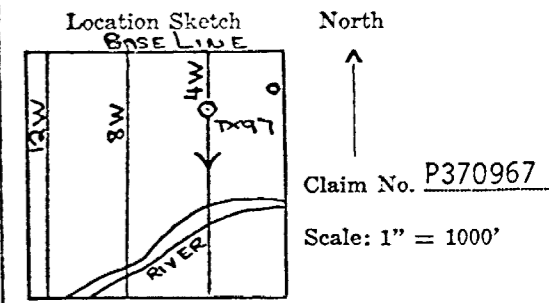 Location Sketch
BASE LINE
North
12W
8W
4W
0
TX97
RIVER
Claim No. P370967
Scale: 1" = 1000'